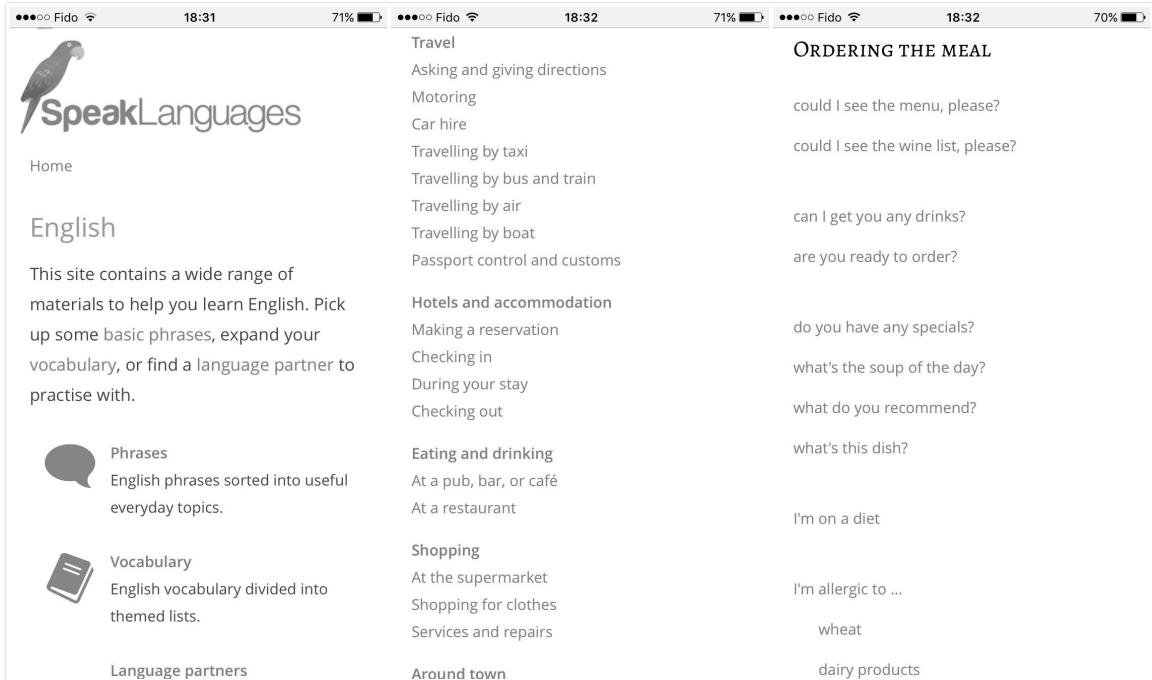 ●●●○○ Fido 18:31 71%
SpeakLanguages
Home
English
This site contains a wide range of
materials to help you learn English. Pick
up some basic phrases, expand your
vocabulary, or find a language partner to
practise with.
Phrases
English phrases sorted into useful
everyday topics.
Vocabulary
English vocabulary divided into
themed lists.
Language partners
●●●○○ Fido 18:32 71%
Travel
Asking and giving directions
Motoring
Car hire
Travelling by taxi
Travelling by bus and train
Travelling by air
Travelling by boat
Passport control and customs
Hotels and accommodation
Making a reservation
Checking in
During your stay
Checking out
Eating and drinking
At a pub, bar, or café
At a restaurant
Shopping
At the supermarket
Shopping for clothes
Services and repairs
Around town
●●●○○ Fido 18:32 70%
Ordering the meal
could I see the menu, please?
could I see the wine list, please?
can I get you any drinks?
are you ready to order?
do you have any specials?
what's the soup of the day?
what do you recommend?
what's this dish?
I'm on a diet
I'm allergic to ...
wheat
dairy products